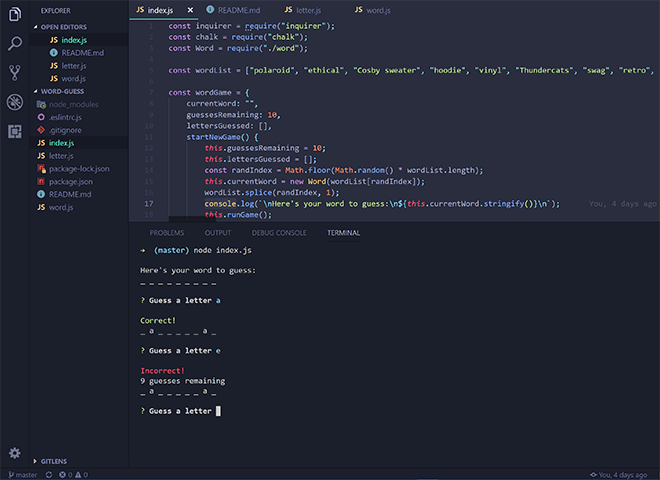 EXPLORER
OPEN EDITORS
JS index.js
README.md
JS letter.js
JS word.js
WORD-GUESS
node_modules
.eslintrc.js
.gitignore
JS index.js
JS letter.js
package-lock.json
package.json
README.md
JS word.js
GITLENS
JS index.js × README.md JS letter.js JS word.js
1 const inquirer = require("inquirer");
2 const chalk = require("chalk");
3 const Word = require("./word");
4
5 const wordList = ["polaroid", "ethical", "Cosby sweater", "hoodie", "vinyl", "Thundercats", "swag", "retro",
6
7 const wordGame = {
8 currentWord: "",
9 guessesRemaining: 10,
10 lettersGuessed: [],
11 startNewGame() {
12 this.guessesRemaining = 10;
13 this.lettersGuessed = [];
14 const randIndex = Math.floor(Math.random() * wordList.length);
15 this.currentWord = new Word(wordList[randIndex]);
16 wordList.splice(randIndex, 1);
17 console.log(`\nHere's your word to guess:\n${this.currentWord.stringify()}\n`); You, 4 days ago
18 this.runGame();
19
PROBLEMS OUTPUT DEBUG CONSOLE TERMINAL
➜ (master) node index.js
Here's your word to guess:
_ _ _ _ _ _ _ _ _
? Guess a letter a
Correct!
_ a _ _ _ _ _ a _
? Guess a letter e
Incorrect!
9 guesses remaining
_ a _ _ _ _ _ a _
? Guess a letter
master 0 0 You, 4 days ago